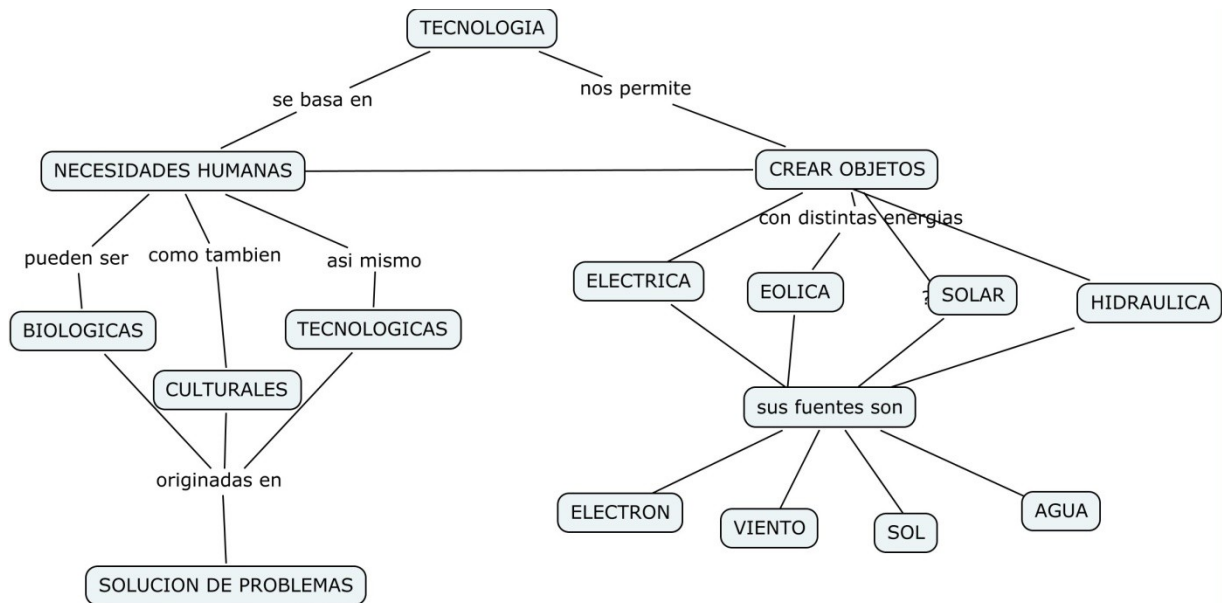 TECNOLOGIA
se basa en
nos permite
NECESIDADES HUMANAS
CREAR OBJETOS
con distintas energias
pueden ser
como tambien
asi mismo
ELECTRICA
EOLICA
?
SOLAR
HIDRAULICA
BIOLOGICAS
TECNOLOGICAS
CULTURALES
sus fuentes son
originadas en
ELECTRON
VIENTO
SOL
AGUA
SOLUCION DE PROBLEMAS